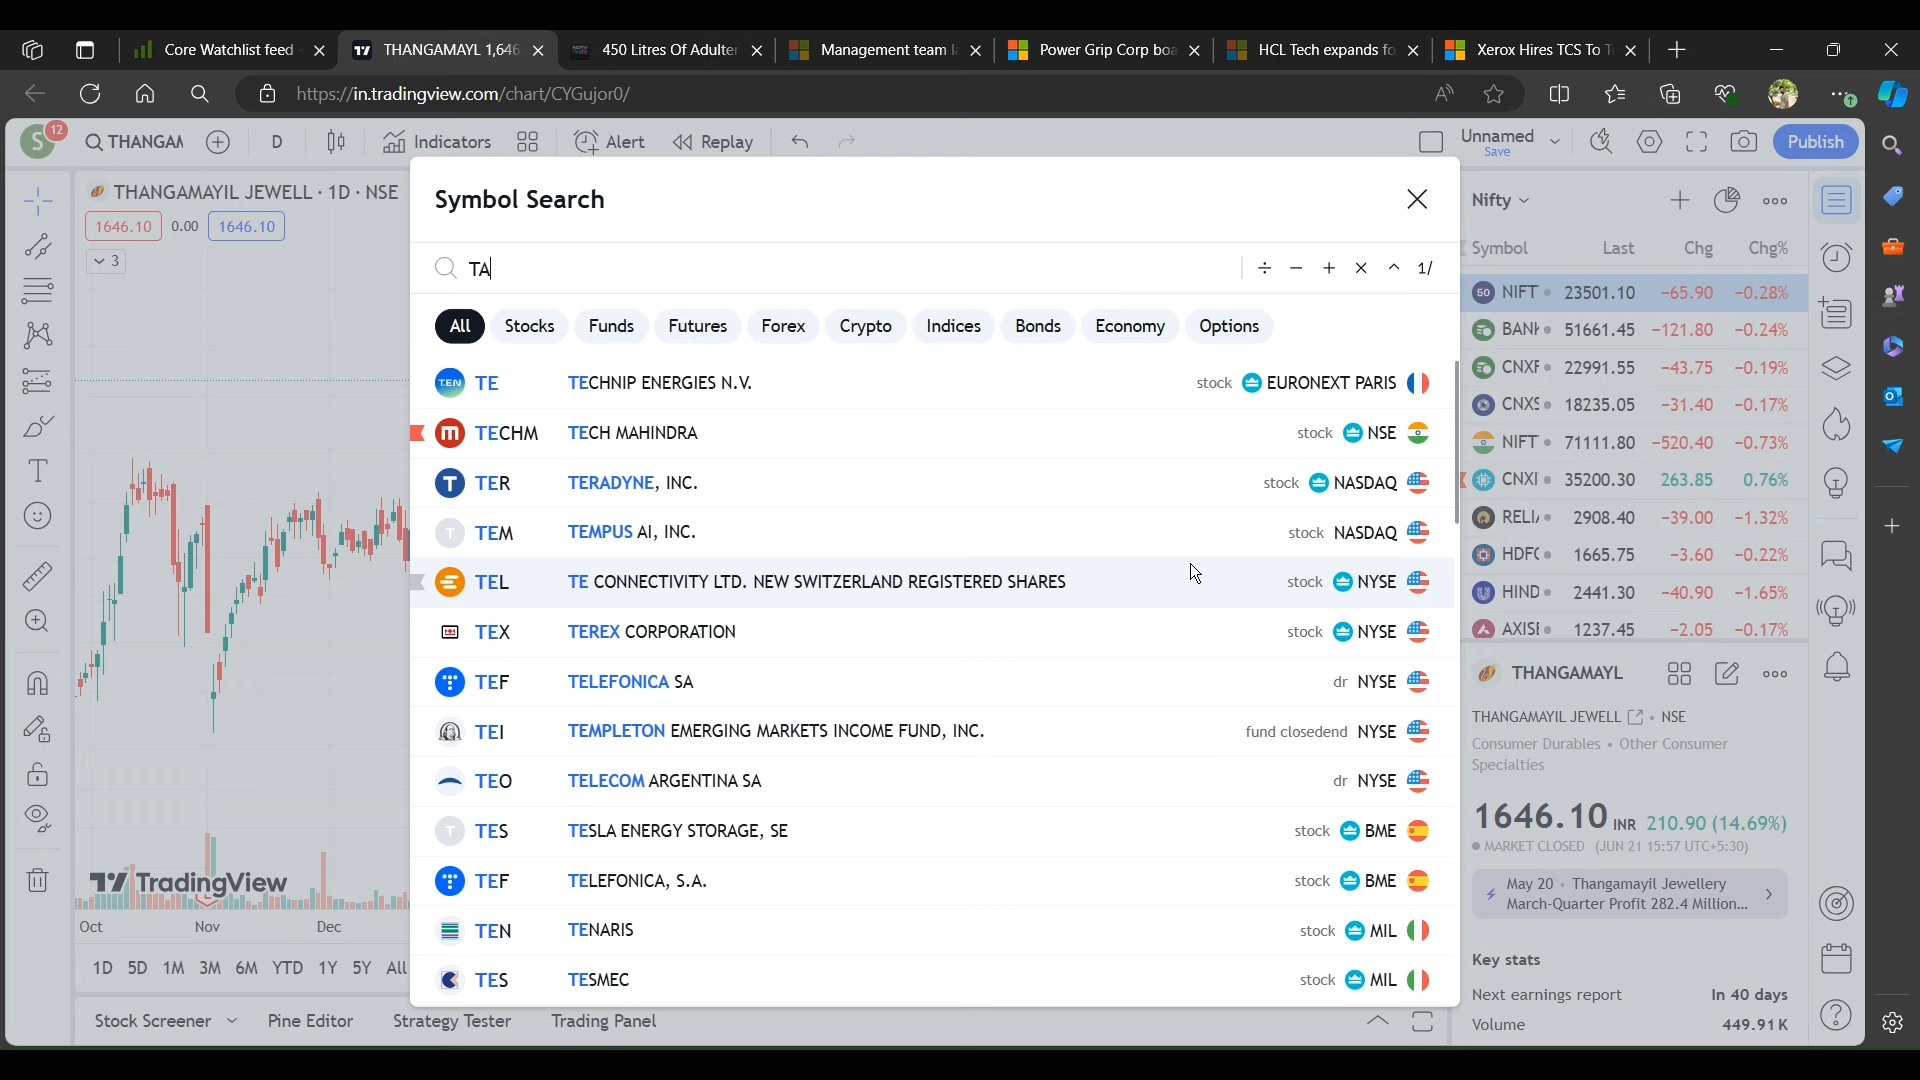 Core Watchlist feed
THANGAMAYL 1,646
450 Litres Of Adulter
Management team
Power Grip Corp boa
HCL Tech expands fo
Xerox Hires TCS To T
https://in.tradingview.com/chart/CYGujor0/
S 12
THANGAM
D
Indicators
Alert
Replay
Unnamed
Save
Publish
THANGAMAYIL JEWELL · 1D · NSE
1646.10 0.00 1646.10
3
Symbol Search
TA
÷ − + × ^ 1/
All Stocks Funds Futures Forex Crypto Indices Bonds Economy Options
TEN TE TECHNIP ENERGIES N.V. stock EURONEXT PARIS
m TECHM TECH MAHINDRA stock NSE
T TER TERADYNE, INC. stock NASDAQ
T TEM TEMPUS AI, INC. stock NASDAQ
TEL TE CONNECTIVITY LTD. NEW SWITZERLAND REGISTERED SHARES stock NYSE
TEX TEREX CORPORATION stock NYSE
TEF TELEFONICA SA dr NYSE
TEI TEMPLETON EMERGING MARKETS INCOME FUND, INC. fund closedend NYSE
TEO TELECOM ARGENTINA SA dr NYSE
T TES TESLA ENERGY STORAGE, SE stock BME
TEF TELEFONICA, S.A. stock BME
TEN TENARIS stock MIL
TES TESMEC stock MIL
TradingView
Oct Nov Dec
1D 5D 1M 3M 6M YTD 1Y 5Y All
Stock Screener Pine Editor Strategy Tester Trading Panel
Nifty
Symbol Last Chg Chg%
50 NIFT 23501.10 −65.90 −0.28%
BANK 51661.45 −121.80 −0.24%
CNXF 22991.55 −43.75 −0.19%
CNXS 18235.05 −31.40 −0.17%
NIFT 71111.80 −520.40 −0.73%
CNXI 35200.30 263.85 0.76%
RELI 2908.40 −39.00 −1.32%
HDFC 1665.75 −3.60 −0.22%
HIND 2441.30 −40.90 −1.65%
AXISI 1237.45 −2.05 −0.17%
THANGAMAYL
THANGAMAYIL JEWELL · NSE
Consumer Durables · Other Consumer
Specialties
1646.10 INR 210.90 (14.69%)
MARKET CLOSED (JUN 21 15:57 UTC+5:30)
May 20 · Thangamayil Jewellery
March-Quarter Profit 282.4 Million...
Key stats
Next earnings report In 40 days
Volume 449.91K